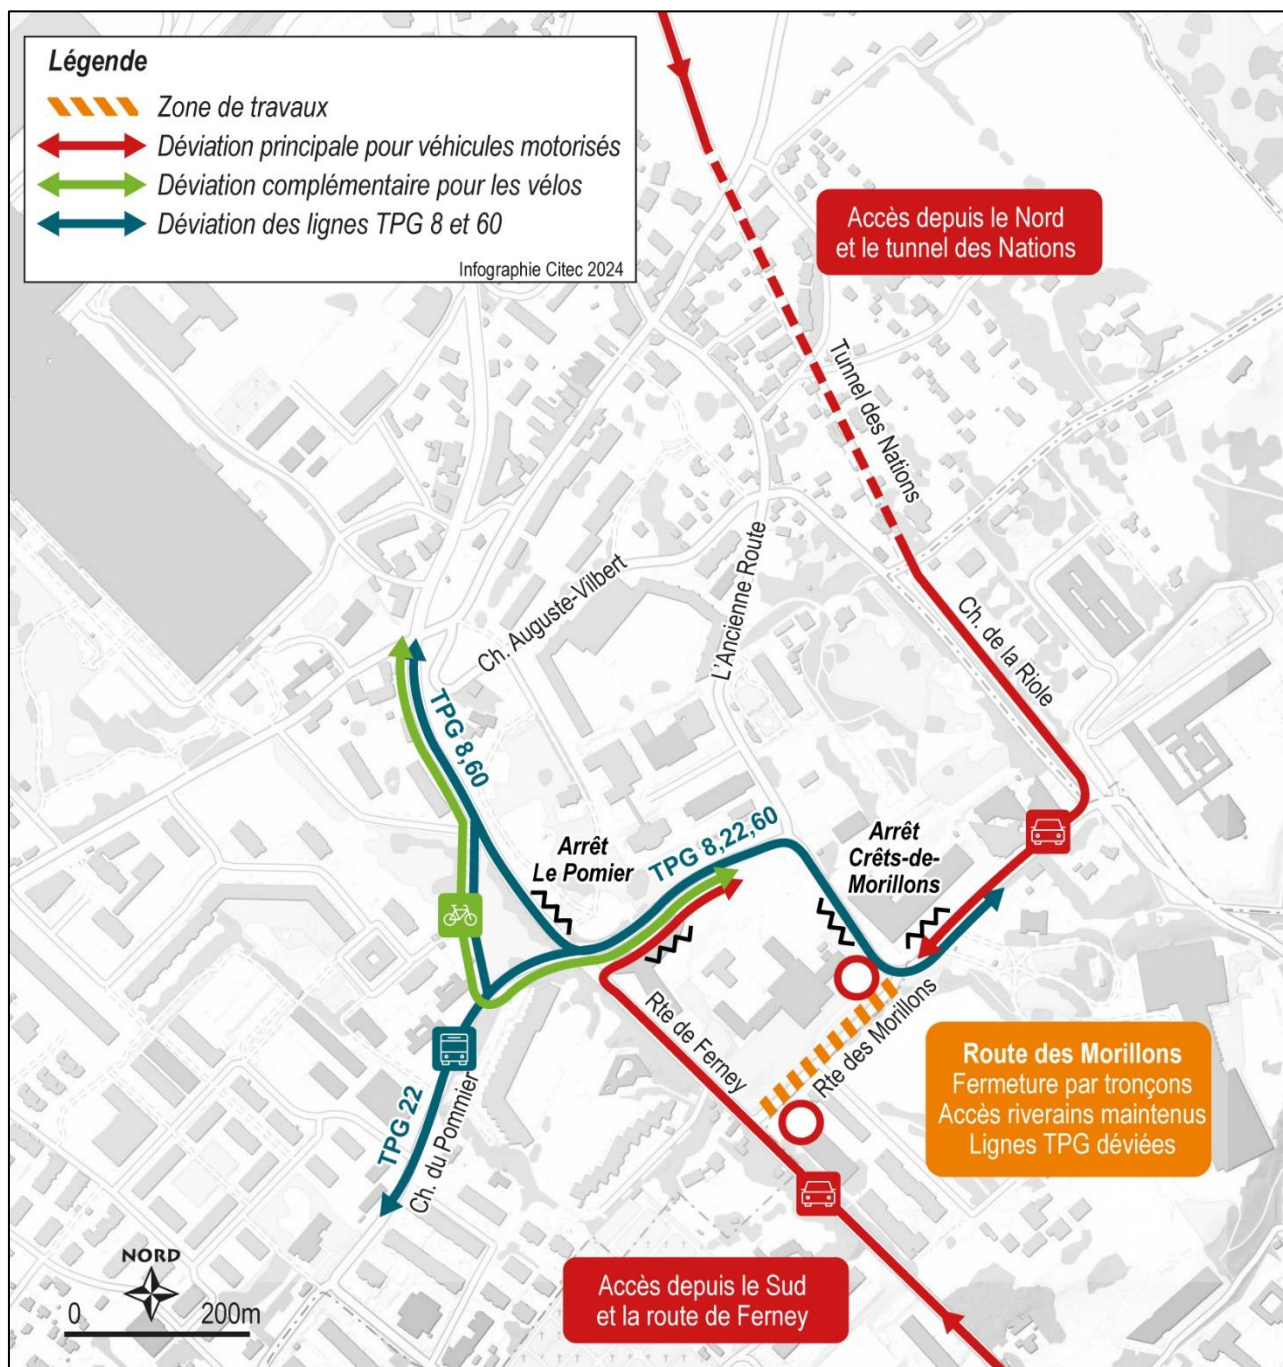 Légende
Zone de travaux
Déviation principale pour véhicules motorisés
Déviation complémentaire pour les vélos
Déviation des lignes TPG 8 et 60
Infographie Citec 2024
Accès depuis le Nord
et le tunnel des Nations
Tunnel des Nations
Ch. Auguste-Vilbert
L'Ancienne Route
Ch. de la Riole
TPG 8,60
Arrêt
Le Pomier
TPG 8,22,60
Arrêt
Crêts-de-
Morillons
Rte de Ferney
Rte des Morillons
Route des Morillons
Fermeture par tronçons
Accès riverains maintenus
Lignes TPG déviées
TPG 22
Ch. du Pommier
Accès depuis le Sud
et la route de Ferney
NORD
0 200m